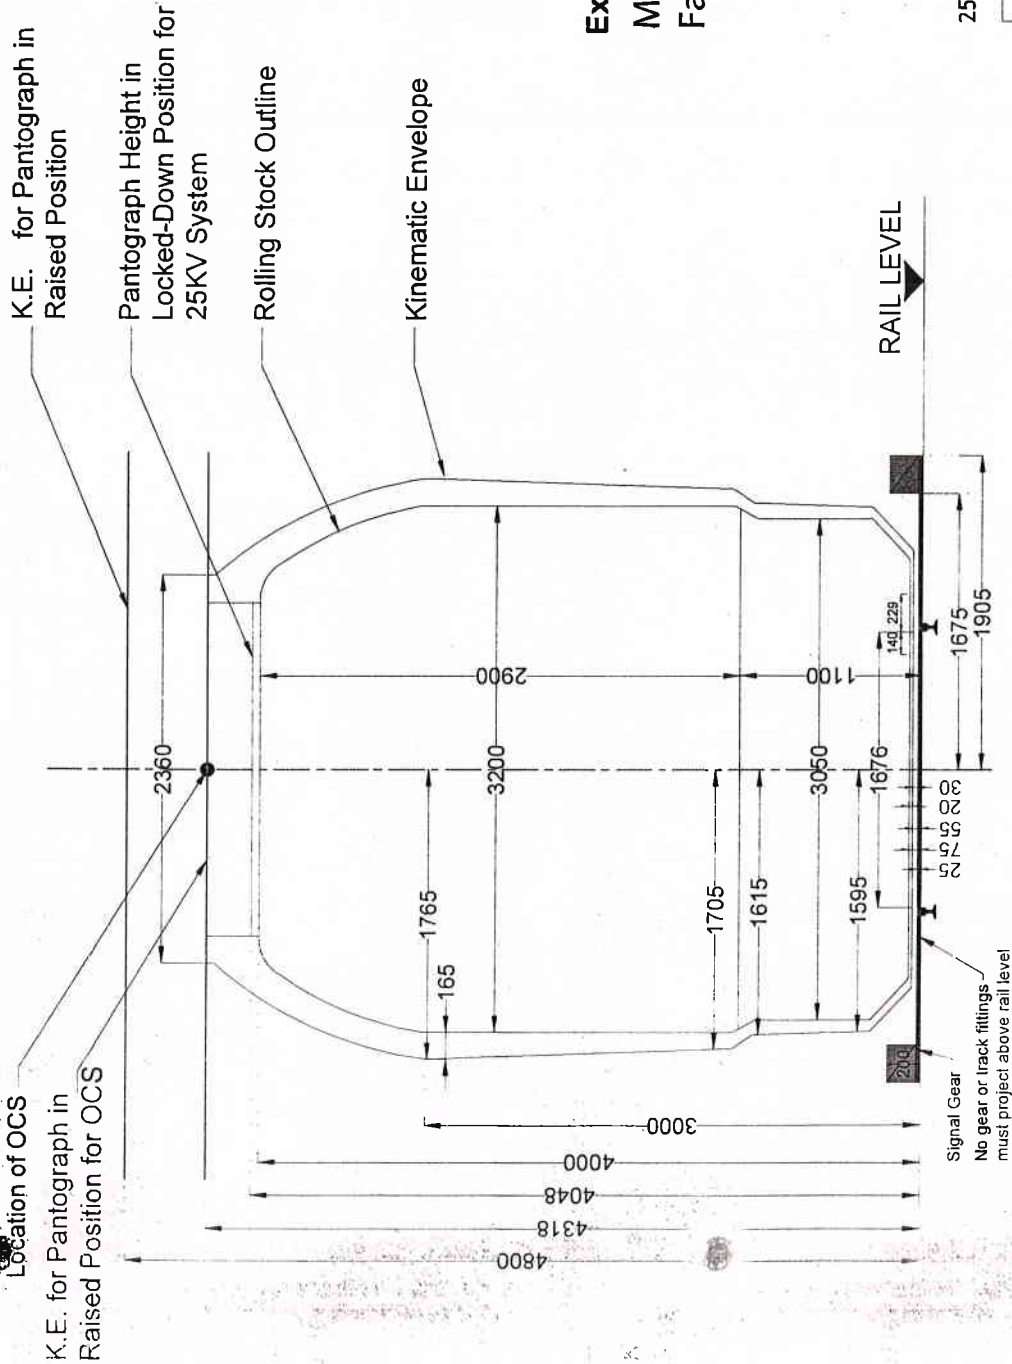 K.E.   for Pantograph in
Raised Position
Pantograph Height in
Locked-Down Position for
25KV System
Rolling Stock Outline
Kinematic Envelope
RAIL LEVEL
Location of OCS
K.E. for Pantograph in
Raised Position for OCS
2360
2900
3200
1765
165
1705
1615
1100
3050
1595
1676
140 229
1675
1905
30
20
55
75
25
200
3000
4000
4048
4318
4800
Signal Gear
No gear or track fittings
must project above rail level
Ex
M
Fa
25